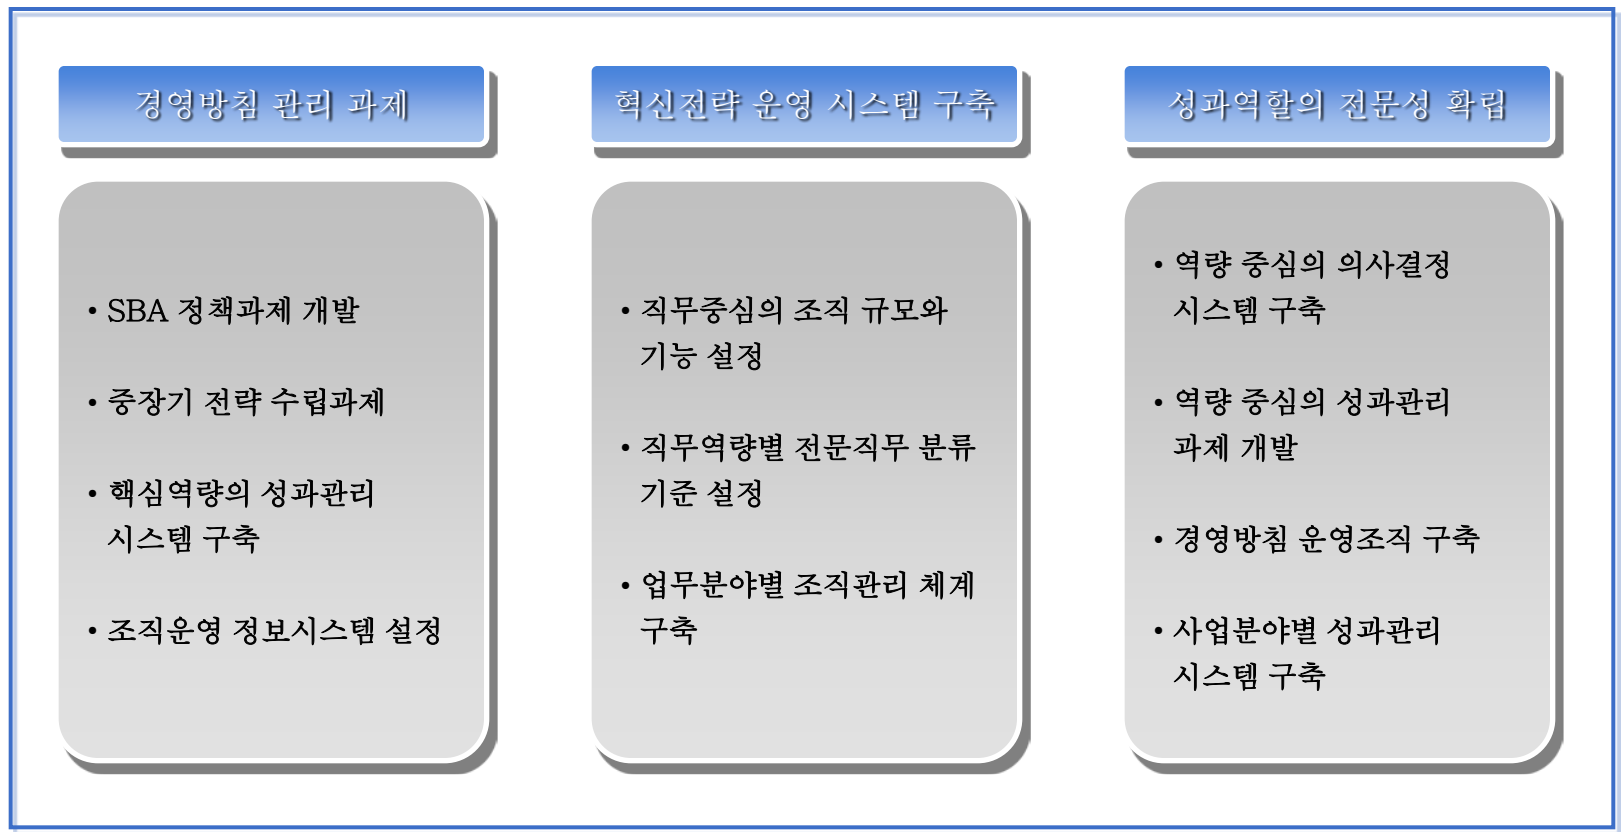 경영방침 관리 과제
• SBA 정책과제 개발
• 중장기 전략 수립과제
• 핵심역량의 성과관리
시스템 구축
• 조직운영 정보시스템 설정
혁신전략 운영 시스템 구축
• 직무중심의 조직 규모와
기능 설정
• 직무역량별 전문직무 분류
기준 설정
• 업무분야별 조직관리 체계
구축
성과역할의 전문성 확립
• 역량 중심의 의사결정
시스템 구축
• 역량 중심의 성과관리
과제 개발
• 경영방침 운영조직 구축
• 사업분야별 성과관리
시스템 구축